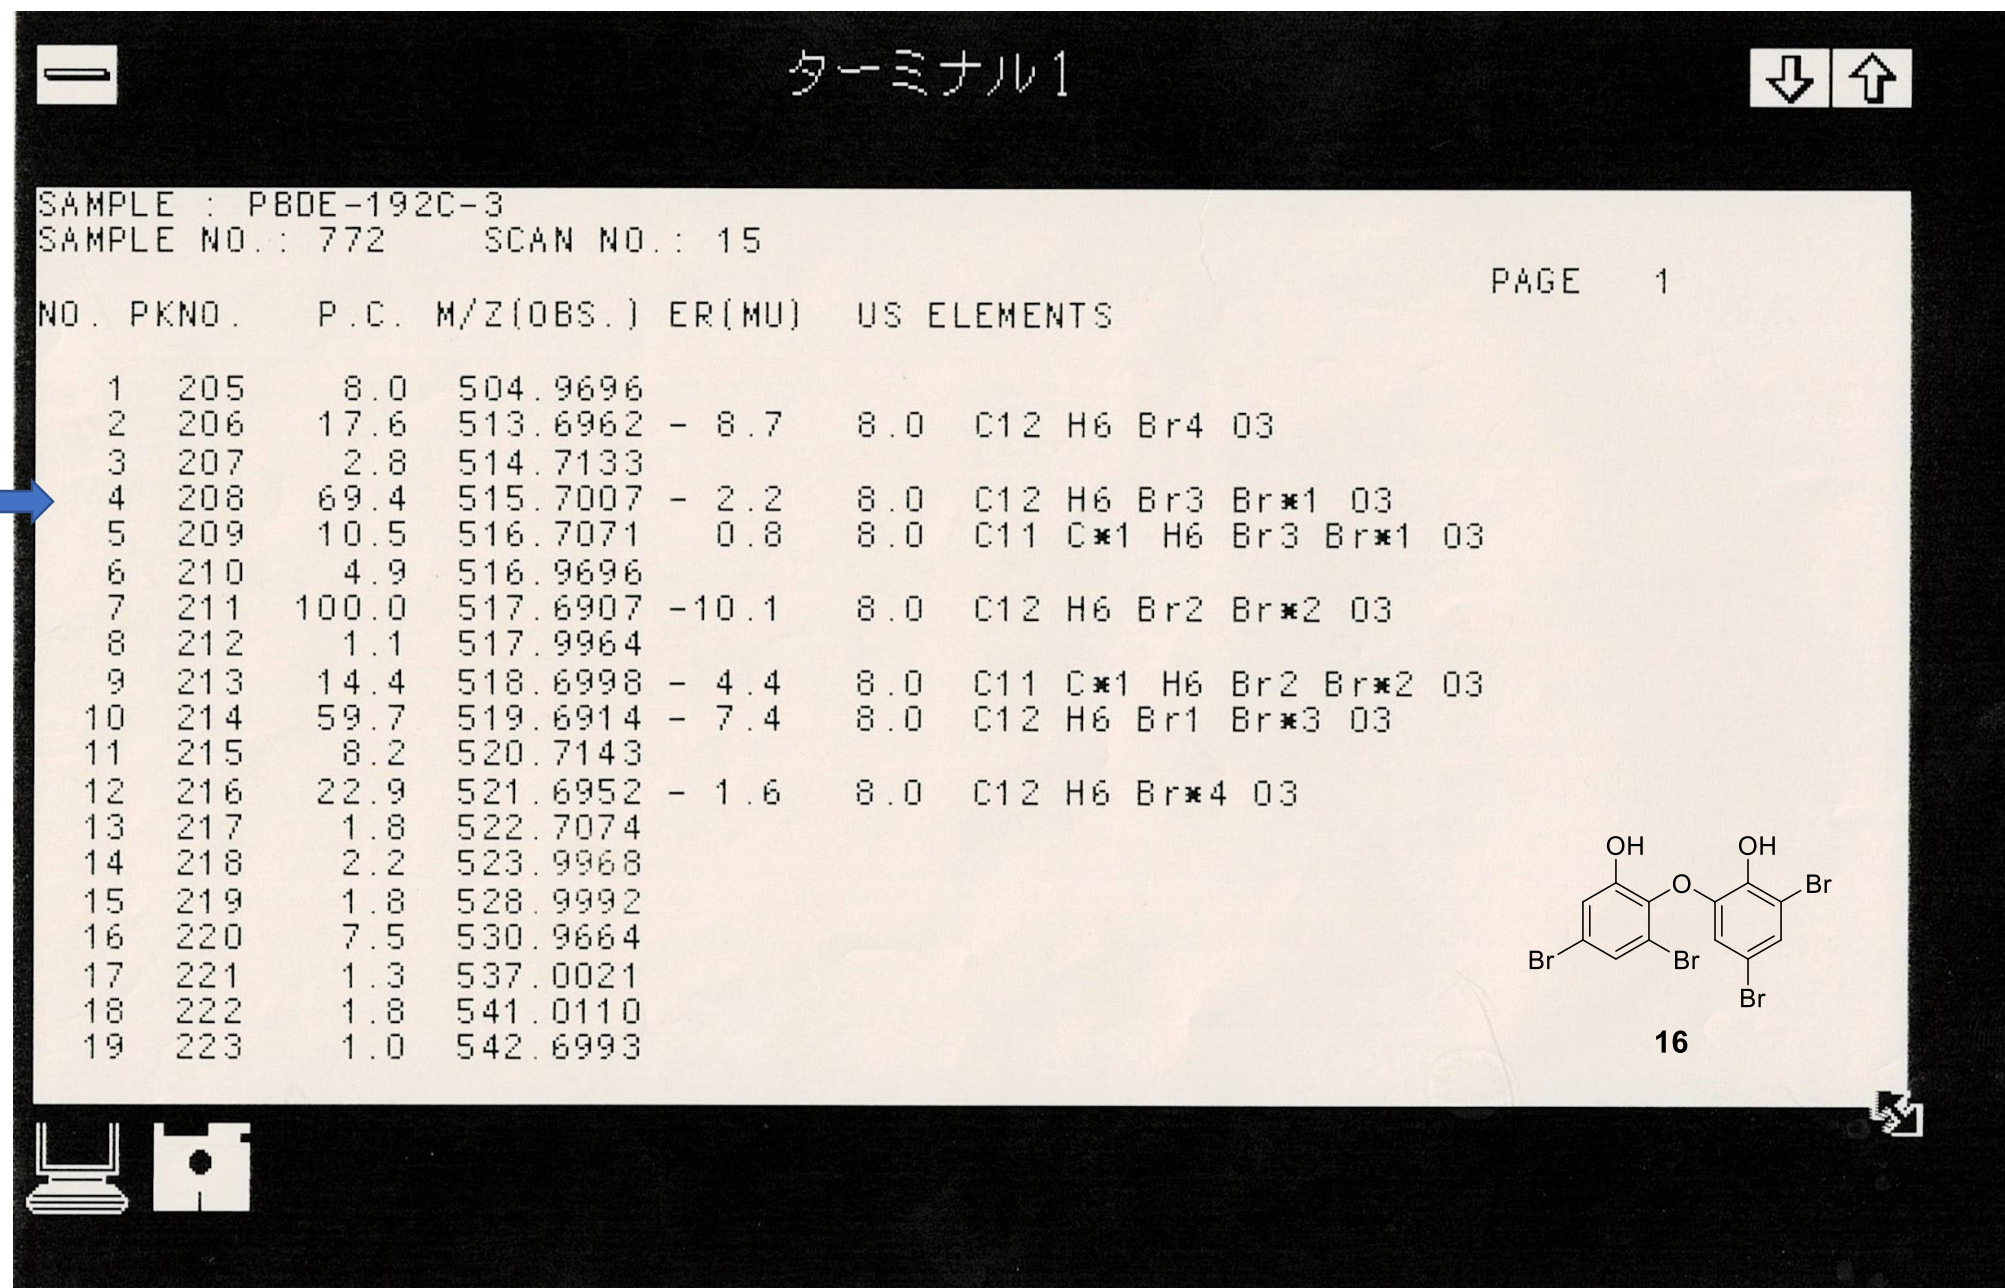 ターミナル1
SAMPLE : PBDE-192C-3
SAMPLE NO.: 772 SCAN NO.: 15
PAGE 1
NO. PKNO. P.C. M/Z(OBS.) ER(MU) US ELEMENTS
1 205 8.0 504.9696
2 206 17.6 513.6962 - 8.7 8.0 C12 H6 Br4 O3
3 207 2.8 514.7133
4 208 69.4 515.7007 - 2.2 8.0 C12 H6 Br3 Br*1 O3
5 209 10.5 516.7071 0.8 8.0 C11 C*1 H6 Br3 Br*1 O3
6 210 4.9 516.9696
7 211 100.0 517.6907 -10.1 8.0 C12 H6 Br2 Br*2 O3
8 212 1.1 517.9964
9 213 14.4 518.6998 - 4.4 8.0 C11 C*1 H6 Br2 Br*2 O3
10 214 59.7 519.6914 - 7.4 8.0 C12 H6 Br1 Br*3 O3
11 215 8.2 520.7143
12 216 22.9 521.6952 - 1.6 8.0 C12 H6 Br*4 O3
13 217 1.8 522.7074
14 218 2.2 523.9968
15 219 1.8 528.9992
16 220 7.5 530.9664
17 221 1.3 537.0021
18 222 1.8 541.0110
19 223 1.0 542.6993
OH OH
O Br
Br Br
Br
16